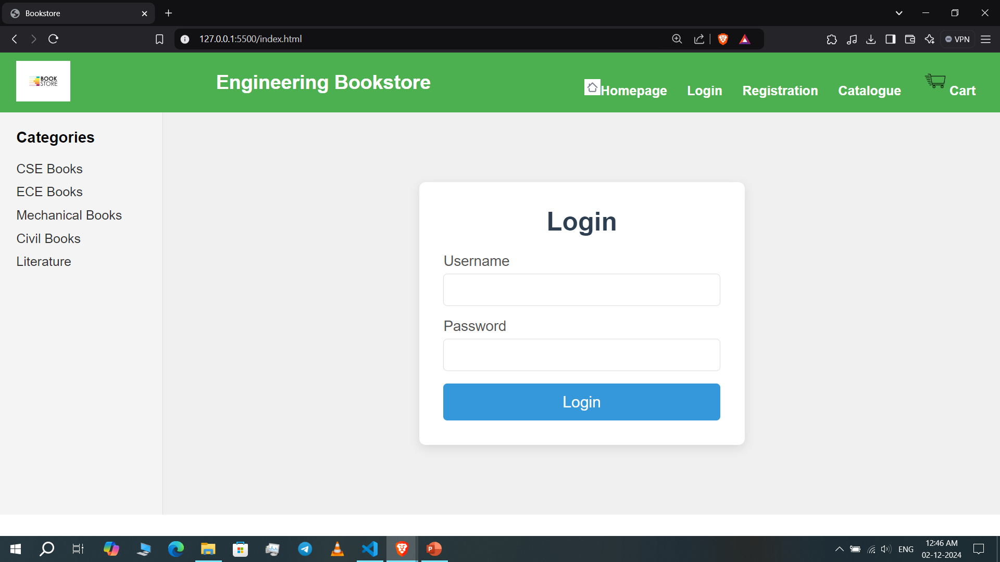 Bookstore
127.0.0.1:5500/index.html
VPN
BOOK
STORE
Engineering Bookstore
Homepage
Login
Registration
Catalogue
Cart
Categories
CSE Books
ECE Books
Mechanical Books
Civil Books
Literature
Login
Username
Password
Login
P
ENG
12:46 AM
02-12-2024